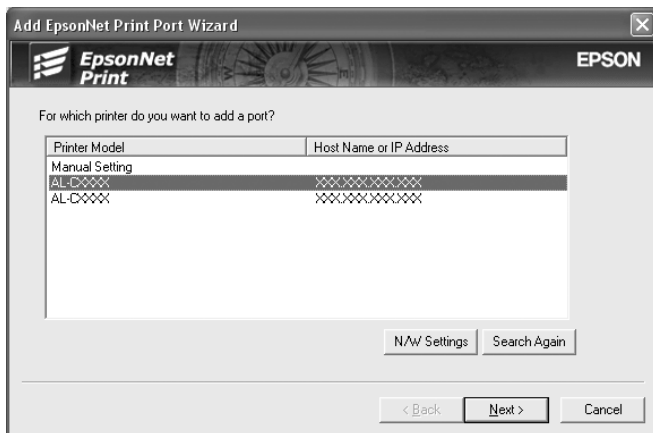 Add EpsonNet Print Port Wizard
EpsonNet
Print
EPSON
For which printer do you want to add a port?
Printer Model Host Name or IP Address
Manual Setting
AL-CXXXX XXX.XXX.XXX.XXX
AL-CXXXX XXX.XXX.XXX.XXX
N/W Settings Search Again
< Back Next > Cancel